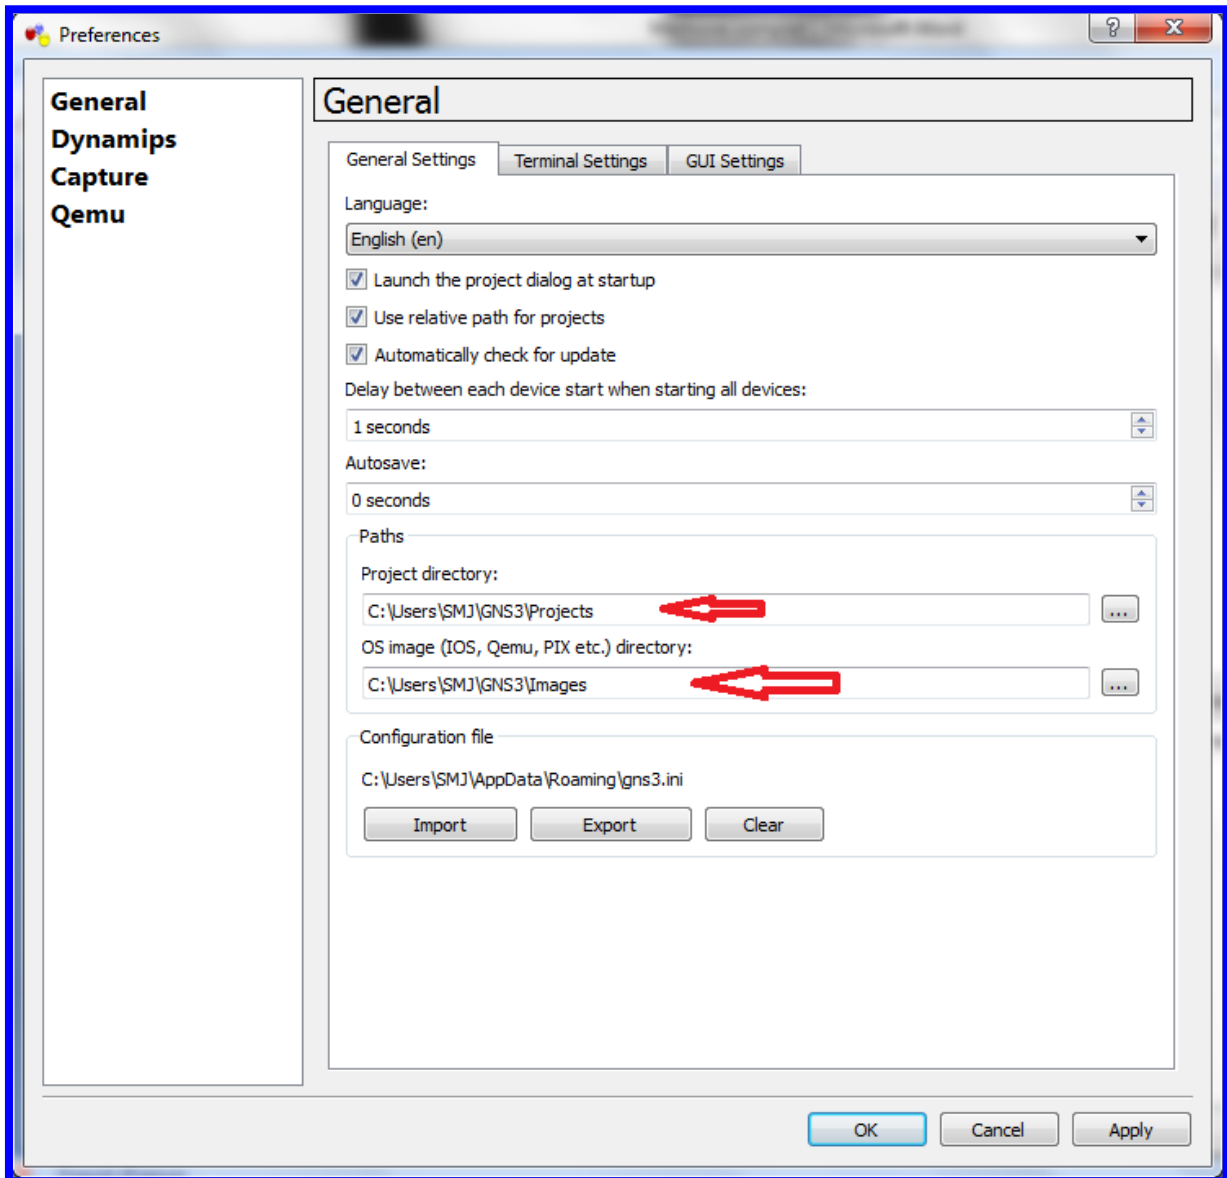 Preferences
General
Dynamips
Capture
Qemu
General
General Settings
Terminal Settings
GUI Settings
Language:
English (en)
Launch the project dialog at startup
Use relative path for projects
Automatically check for update
Delay between each device start when starting all devices:
1 seconds
Autosave:
0 seconds
Paths
Project directory:
C:\Users\SMJ\GNS3\Projects
...
OS image (IOS, Qemu, PIX etc.) directory:
C:\Users\SMJ\GNS3\Images
...
Configuration file
C:\Users\SMJ\AppData\Roaming\gns3.ini
Import
Export
Clear
OK
Cancel
Apply